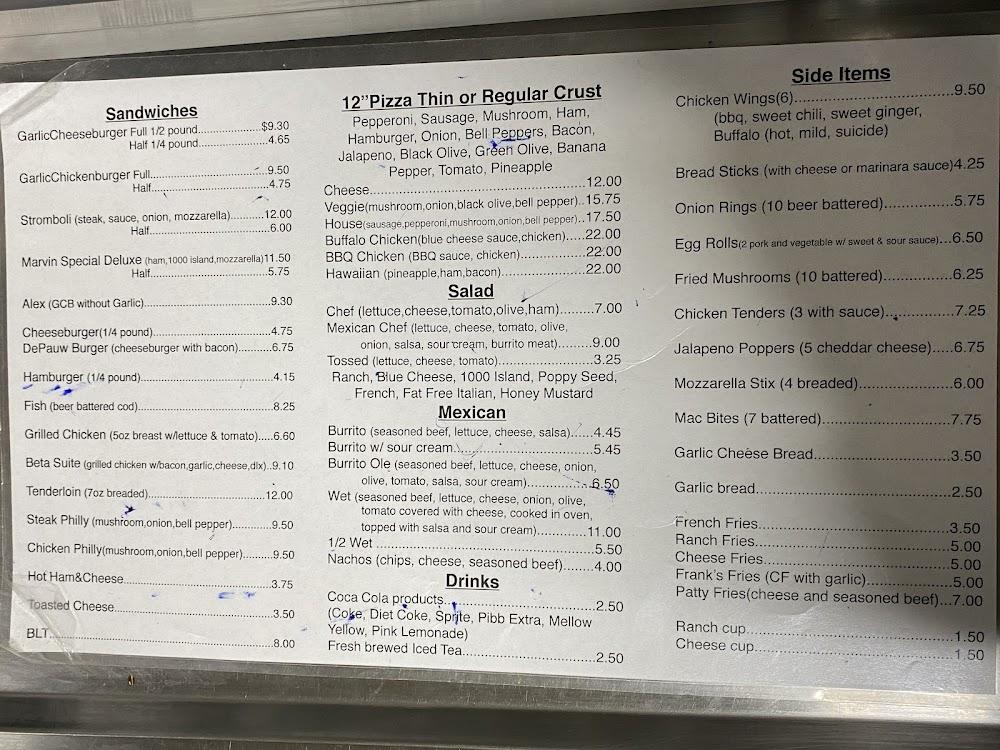 Sandwiches
GarlicCheeseburger Full 1/2 pound.....................$9.30
Half 1/4 pound.....................4.65
GarlicChickenburger Full.....................9.50
Half.....................4.75
Stromboli (steak, sauce, onion, mozzarella)..........12.00
Half.....................6.00
Marvin Special Deluxe (ham,1000 island,mozzarella)11.50
Half.....................5.75
Alex (GCB without Garlic).....................9.30
Cheeseburger(1/4 pound).....................4.75
DePauw Burger (cheeseburger with bacon)..........6.75
Hamburger (1/4 pound).....................4.15
Fish (beer battered cod).....................8.25
Grilled Chicken (5oz breast w/lettuce & tomato).....6.60
Beta Suite (grilled chicken w/bacon,garlic,cheese,dlx)..9.10
Tenderloin (7oz breaded).....................12.00
Steak Philly (mushroom,onion,bell pepper)..........9.50
Chicken Philly(mushroom,onion,bell pepper).........9.50
Hot Ham&Cheese.....................3.75
Toasted Cheese.....................3.50
BLT.....................8.00
12"Pizza Thin or Regular Crust
Pepperoni, Sausage, Mushroom, Ham,
Hamburger, Onion, Bell Peppers, Bacon,
Jalapeno, Black Olive, Green Olive, Banana
Pepper, Tomato, Pineapple
Cheese.....................12.00
Veggie(mushroom,onion,black olive,bell pepper)..15.75
House(sausage,pepperoni,mushroom,onion,bell pepper)..17.50
Buffalo Chicken(blue cheese sauce,chicken).....22.00
BBQ Chicken (BBQ sauce, chicken).....................22.00
Hawaiian (pineapple,ham,bacon).....................22.00
Salad
Chef (lettuce,cheese,tomato,olive,ham).........7.00
Mexican Chef (lettuce, cheese, tomato, olive,
onion, salsa, sour cream, burrito meat).........9.00
Tossed (lettuce, cheese, tomato).....................3.25
Ranch, Blue Cheese, 1000 Island, Poppy Seed,
French, Fat Free Italian, Honey Mustard
Mexican
Burrito (seasoned beef, lettuce, cheese, salsa)......4.45
Burrito w/ sour cream.....................5.45
Burrito Ole (seasoned beef, lettuce, cheese, onion,
olive, tomato, salsa, sour cream)................6.50
Wet (seasoned beef, lettuce, cheese, onion, olive,
tomato covered with cheese, cooked in oven,
topped with salsa and sour cream)............11.00
1/2 Wet .....................5.50
Nachos (chips, cheese, seasoned beef)........4.00
Drinks
Coca Cola products.....................2.50
(Coke, Diet Coke, Sprite, Pibb Extra, Mellow
Yellow, Pink Lemonade)
Fresh brewed Iced Tea.....................2.50
Side Items
Chicken Wings(6).....................9.50
(bbq, sweet chili, sweet ginger,
Buffalo (hot, mild, suicide)
Bread Sticks (with cheese or marinara sauce)4.25
Onion Rings (10 beer battered).............5.75
Egg Rolls(2 pork and vegetable w/ sweet & sour sauce)...6.50
Fried Mushrooms (10 battered).............6.25
Chicken Tenders (3 with sauce).............7.25
Jalapeno Poppers (5 cheddar cheese).....6.75
Mozzarella Stix (4 breaded).................6.00
Mac Bites (7 battered).....................7.75
Garlic Cheese Bread.....................3.50
Garlic bread.....................2.50
French Fries.....................3.50
Ranch Fries.....................5.00
Cheese Fries.....................5.00
Frank's Fries (CF with garlic)................5.00
Patty Fries(cheese and seasoned beef)...7.00
Ranch cup.....................1.50
Cheese cup.....................1.50